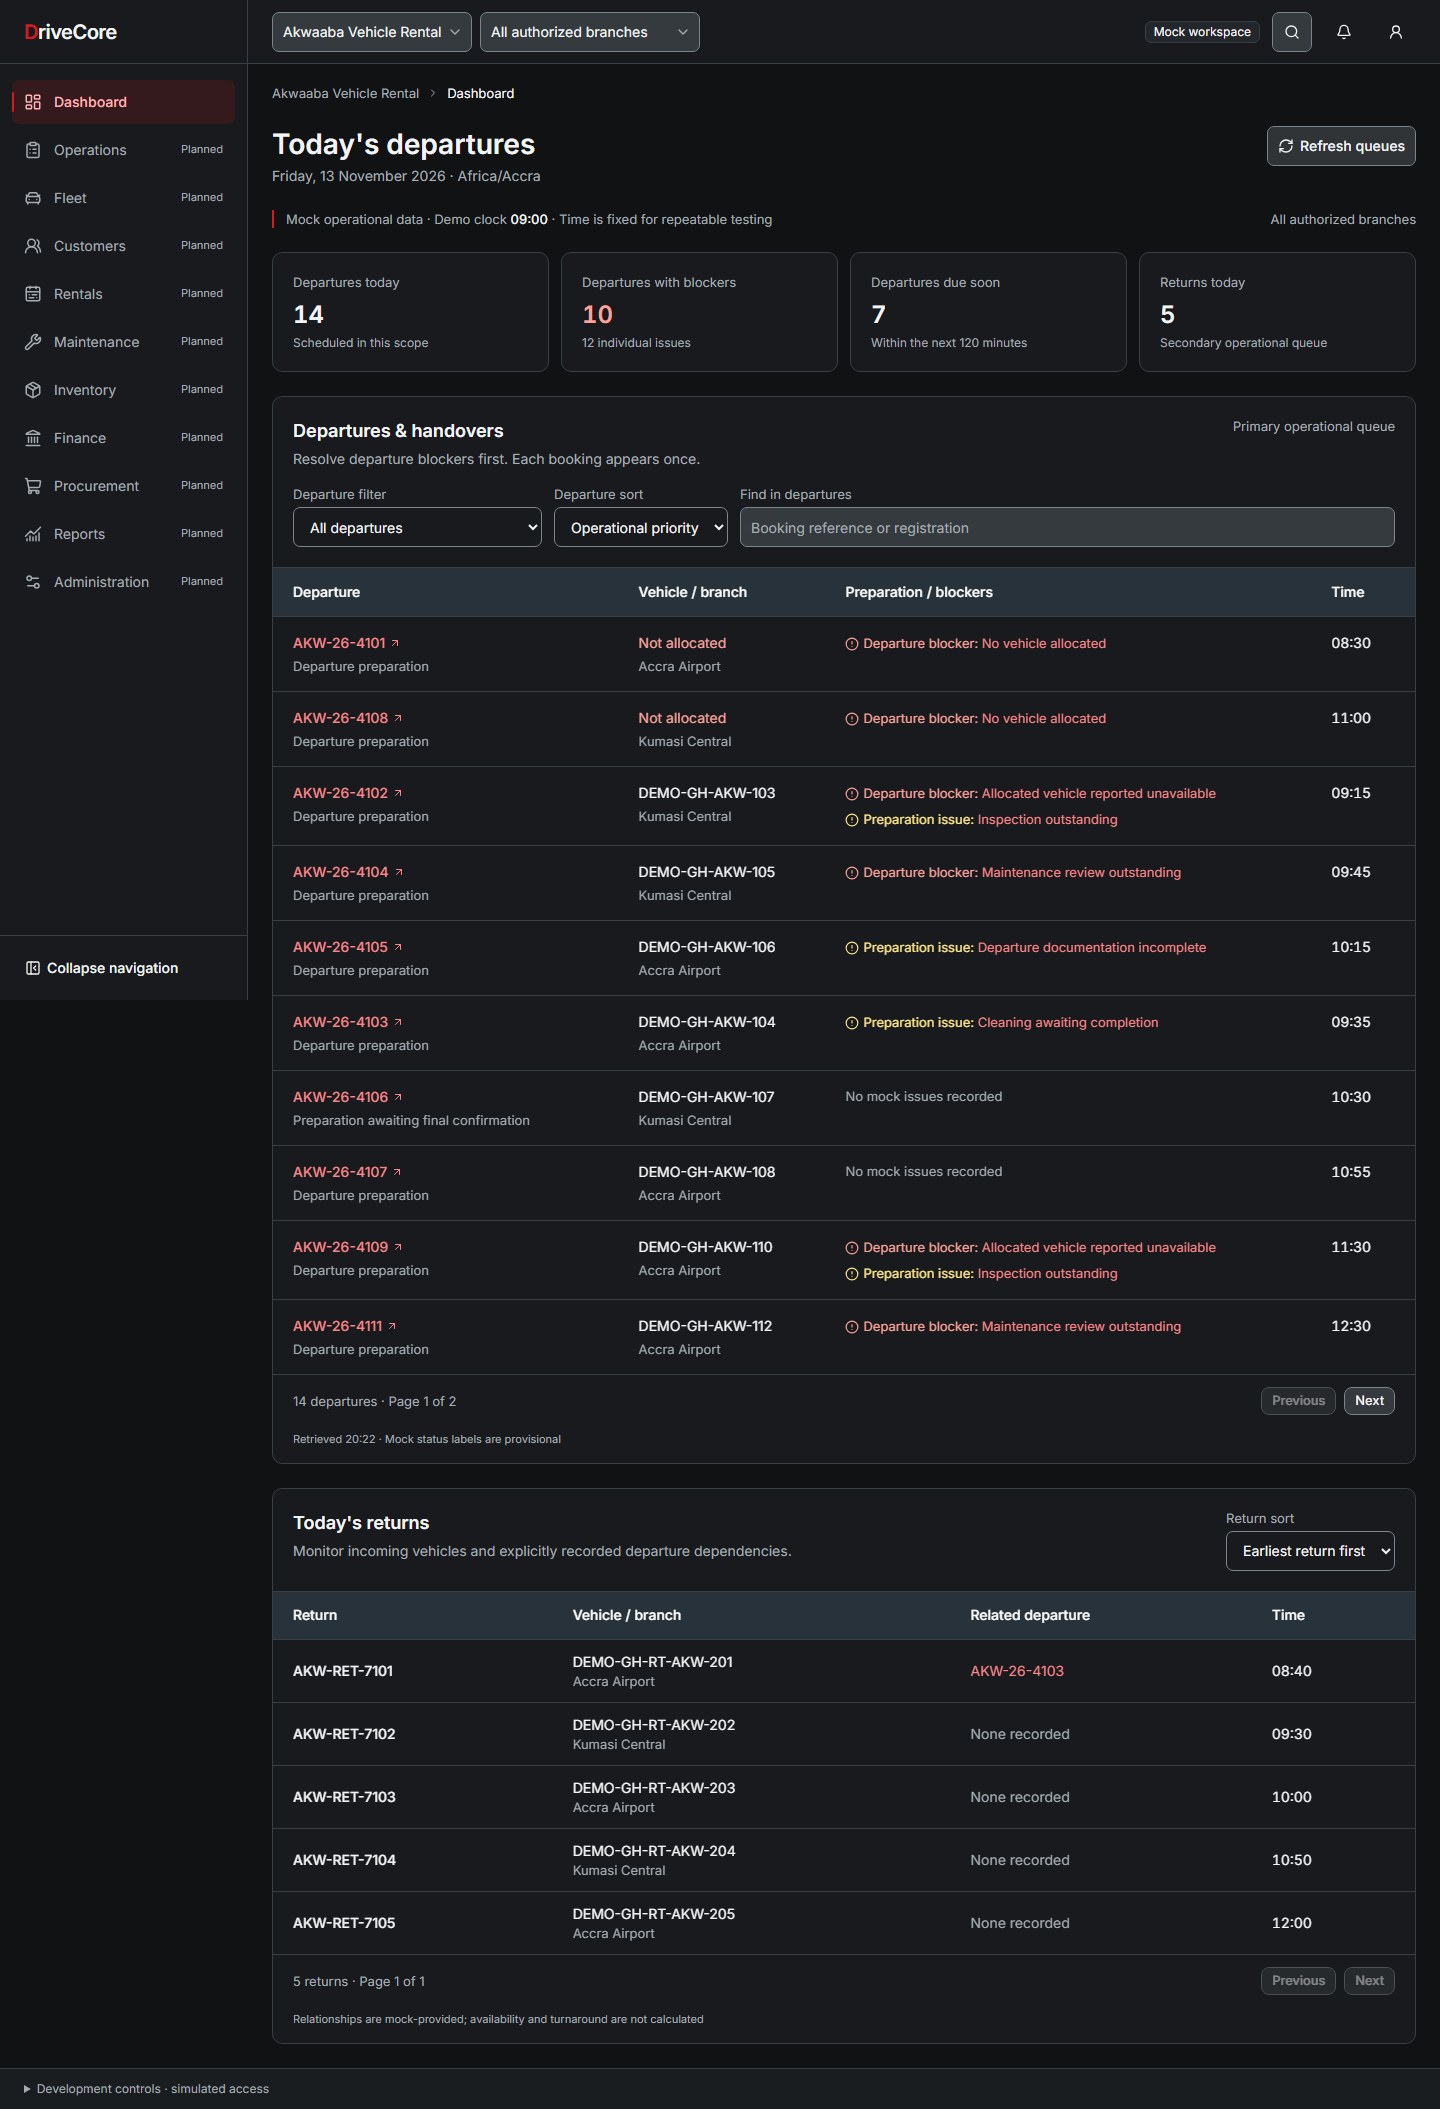 DriveCore
Akwaaba Vehicle Rental
All authorized branches
Mock workspace
Dashboard
Operations Planned
Fleet Planned
Customers Planned
Rentals Planned
Maintenance Planned
Inventory Planned
Finance Planned
Procurement Planned
Reports Planned
Administration Planned
Collapse navigation
Akwaaba Vehicle Rental > Dashboard
Today's departures
Friday, 13 November 2026 · Africa/Accra
Refresh queues
Mock operational data · Demo clock 09:00 · Time is fixed for repeatable testing
All authorized branches
Departures today
14
Scheduled in this scope
Departures with blockers
10
12 individual issues
Departures due soon
7
Within the next 120 minutes
Returns today
5
Secondary operational queue
Departures & handovers
Primary operational queue
Resolve departure blockers first. Each booking appears once.
Departure filter
All departures
Departure sort
Operational priority
Find in departures
Booking reference or registration
Departure Vehicle / branch Preparation / blockers Time
AKW-26-4101 Not allocated Departure blocker: No vehicle allocated 08:30
Departure preparation Accra Airport
AKW-26-4108 Not allocated Departure blocker: No vehicle allocated 11:00
Departure preparation Kumasi Central
AKW-26-4102 DEMO-GH-AKW-103 Departure blocker: Allocated vehicle reported unavailable 09:15
Departure preparation Kumasi Central Preparation issue: Inspection outstanding
AKW-26-4104 DEMO-GH-AKW-105 Departure blocker: Maintenance review outstanding 09:45
Departure preparation Kumasi Central
AKW-26-4105 DEMO-GH-AKW-106 Preparation issue: Departure documentation incomplete 10:15
Departure preparation Accra Airport
AKW-26-4103 DEMO-GH-AKW-104 Preparation issue: Cleaning awaiting completion 09:35
Departure preparation Accra Airport
AKW-26-4106 DEMO-GH-AKW-107 No mock issues recorded 10:30
Preparation awaiting final confirmation Kumasi Central
AKW-26-4107 DEMO-GH-AKW-108 No mock issues recorded 10:55
Departure preparation Accra Airport
AKW-26-4109 DEMO-GH-AKW-110 Departure blocker: Allocated vehicle reported unavailable 11:30
Departure preparation Accra Airport Preparation issue: Inspection outstanding
AKW-26-4111 DEMO-GH-AKW-112 Departure blocker: Maintenance review outstanding 12:30
Departure preparation Accra Airport
14 departures · Page 1 of 2
Previous
Next
Retrieved 20:22 · Mock status labels are provisional
Today's returns
Monitor incoming vehicles and explicitly recorded departure dependencies.
Return sort
Earliest return first
Return Vehicle / branch Related departure Time
AKW-RET-7101 DEMO-GH-RT-AKW-201 AKW-26-4103 08:40
Accra Airport
AKW-RET-7102 DEMO-GH-RT-AKW-202 None recorded 09:30
Kumasi Central
AKW-RET-7103 DEMO-GH-RT-AKW-203 None recorded 10:00
Accra Airport
AKW-RET-7104 DEMO-GH-RT-AKW-204 None recorded 10:50
Kumasi Central
AKW-RET-7105 DEMO-GH-RT-AKW-205 None recorded 12:00
Accra Airport
5 returns · Page 1 of 1
Previous
Next
Relationships are mock-provided; availability and turnaround are not calculated
Development controls · simulated access